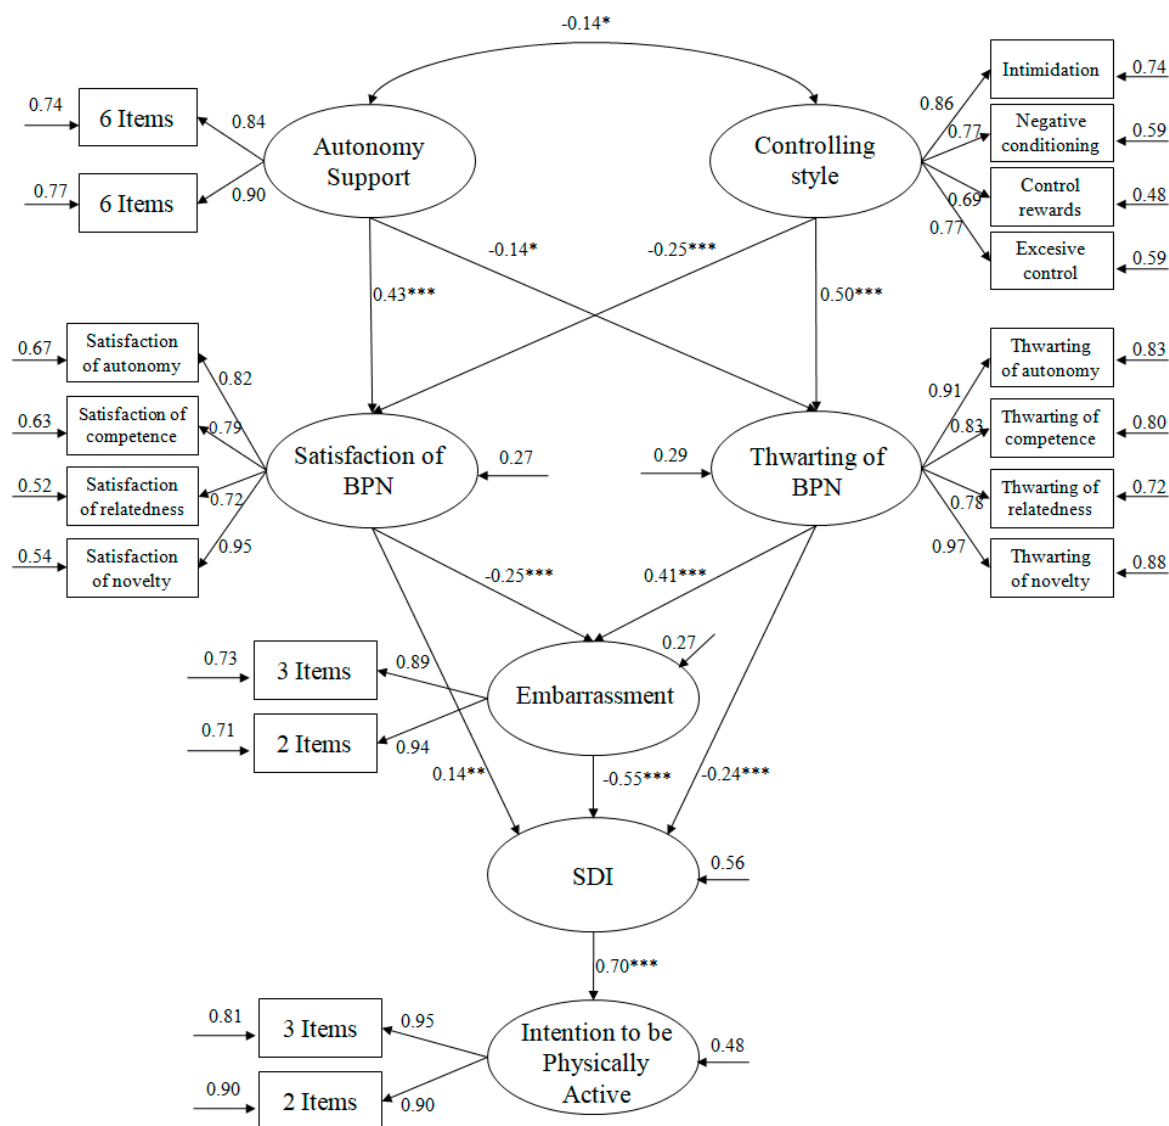 -0.14*
0.74
6 Items
0.84
0.77
6 Items
0.90
Autonomy
Support
Controlling
style
0.86
0.77
0.69
0.77
Intimidation
0.74
Negative
conditioning
0.59
Control
rewards
0.48
Excesive
control
0.59
-0.14*
-0.25***
0.43***
0.50***
0.67
Satisfaction
of autonomy
0.82
0.63
Satisfaction of
competence
0.79
0.52
Satisfaction
of relatedness
0.72
0.54
Satisfaction
of novelty
0.95
Satisfaction of
BPN
0.27
0.29
Thwarting of
BPN
0.91
0.83
0.78
0.97
Thwarting
of autonomy
0.83
Thwarting of
competence
0.80
Thwarting of
relatedness
0.72
Thwarting
of novelty
0.88
-0.25***
0.41***
0.73
3 Items
0.89
0.71
2 Items
0.94
Embarrassment
0.27
0.14**
-0.55***
-0.24***
SDI
0.56
0.70***
0.81
3 Items
0.95
0.90
2 Items
0.90
Intention to be
Physically
Active
0.48